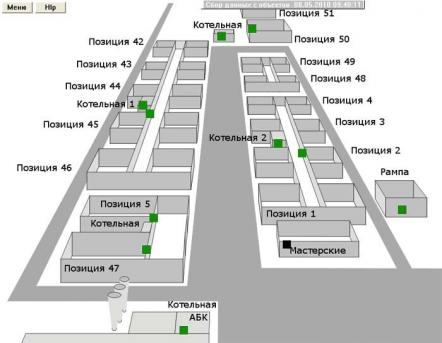 Меню
Hlp
Сбор данных с объектов 08.05.2010 09:48:11
Котельная
Позиция 51
Позиция 50
Позиция 42
Позиция 43
Позиция 44
Котельная 1
Позиция 45
Позиция 46
Позиция 49
Позиция 48
Позиция 4
Позиция 3
Котельная 2
Позиция 2
Рампа
Позиция 5
Котельная
Позиция 1
Мастерские
Позиция 47
Котельная
АБК